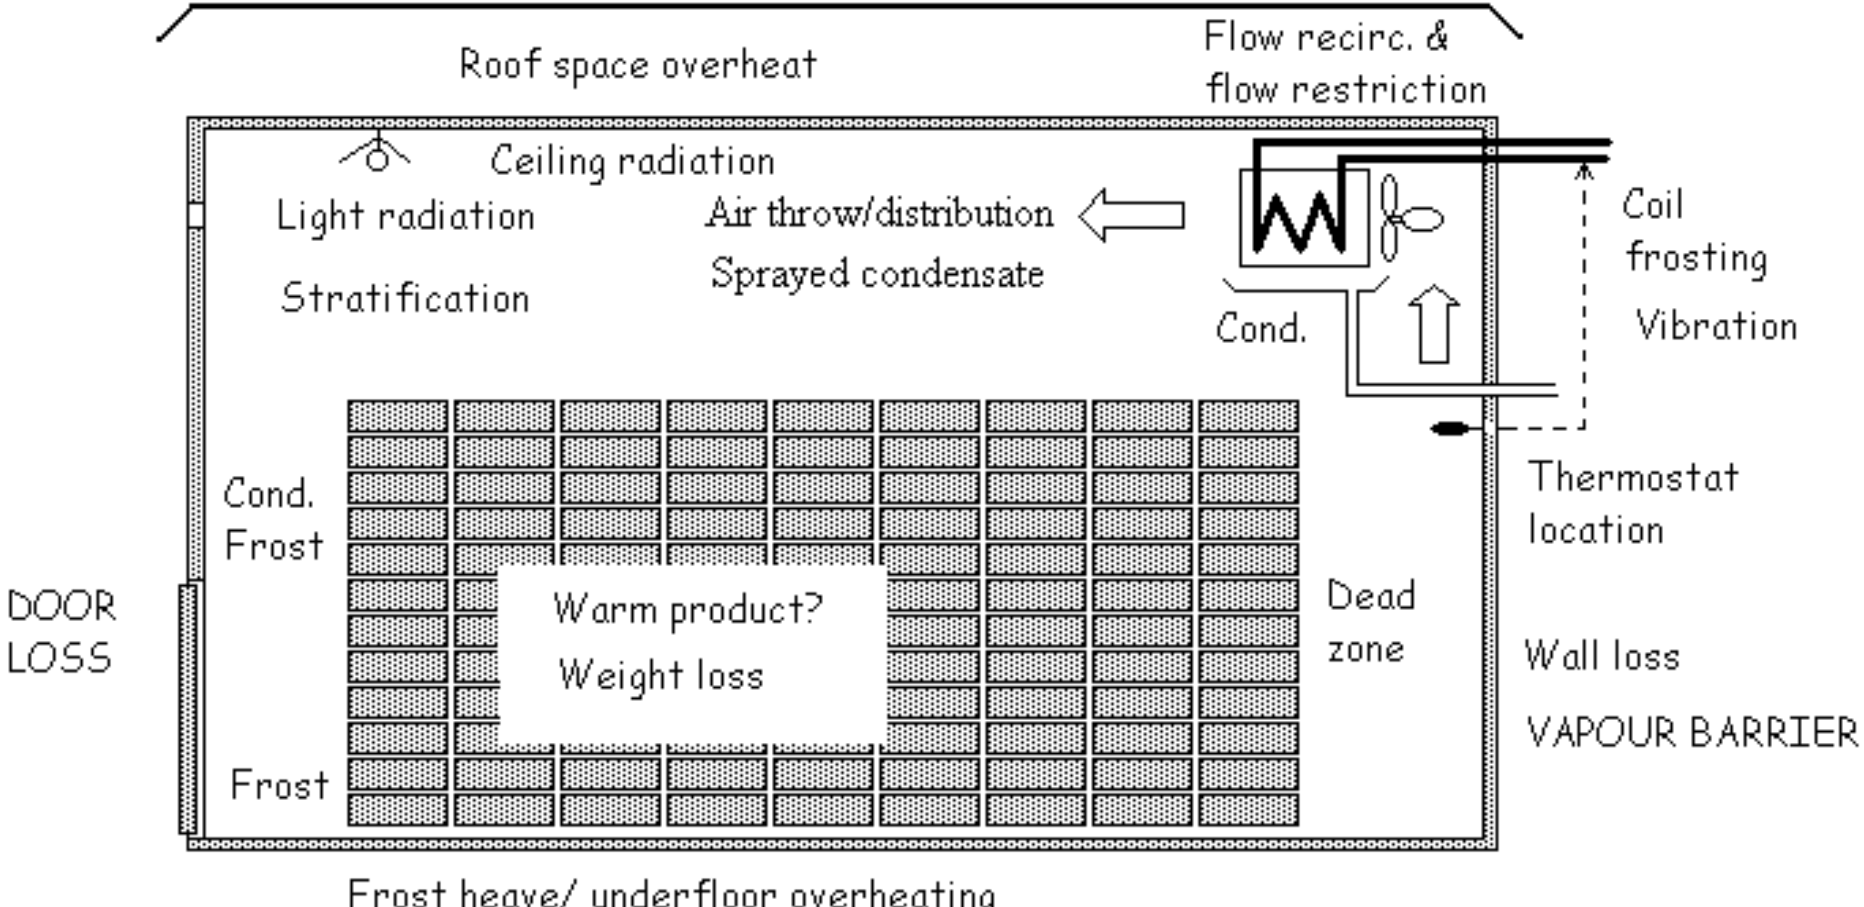 Roof space overheat
Flow recirc. &
flow restriction
Ceiling radiation
Light radiation
Air throw/distribution
Sprayed condensate
Stratification
Cond.
Coil
frosting
Vibration
Cond.
Frost
Thermostat
location
DOOR
LOSS
Warm product?
Weight loss
Dead
zone
Wall loss
VAPOUR BARRIER
Frost
Frost heave/ underfloor overheating